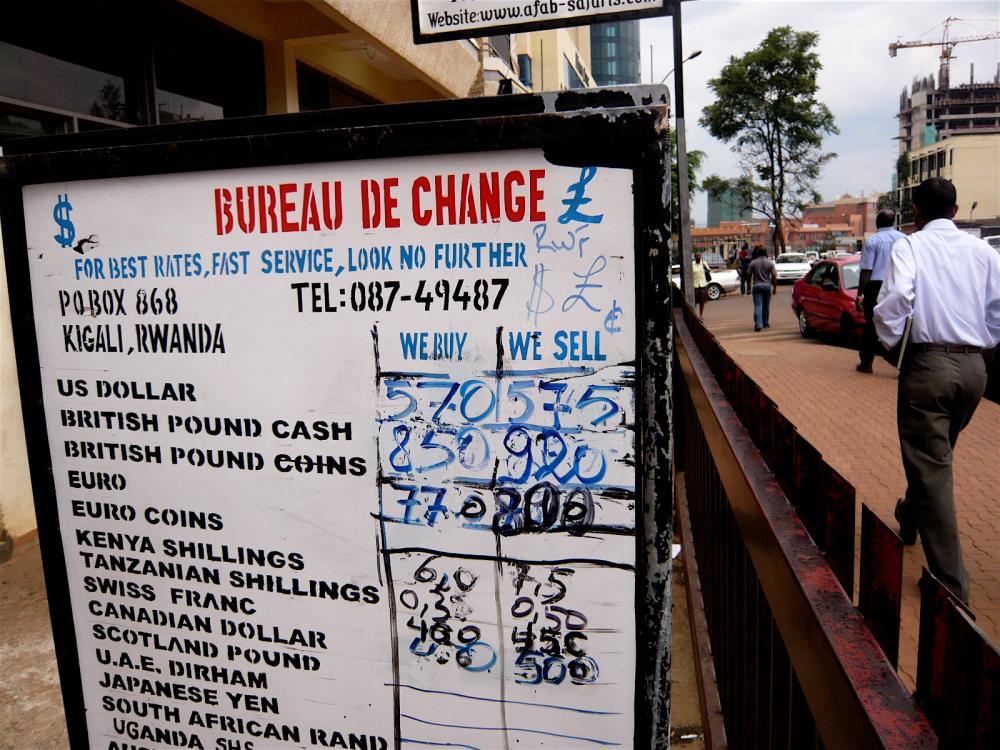 Website:www.afab-safaris.com
$ BUREAU DE CHANGE £
RWF
FOR BEST RATES, FAST SERVICE, LOOK NO FURTHER
$ £ ¢
P.O BOX 868 TEL:087-49487
KIGALI, RWANDA
WE BUY WE SELL
US DOLLAR 570 575
BRITISH POUND CASH 850 920
BRITISH POUND COINS
EURO 770 800
EURO COINS
KENYA SHILLINGS
TANZANIAN SHILLINGS
SWISS FRANC
CANADIAN DOLLAR
SCOTLAND POUND
U.A.E. DIRHAM
JAPANESE YEN
SOUTH AFRICAN RAND
UGANDA SHS